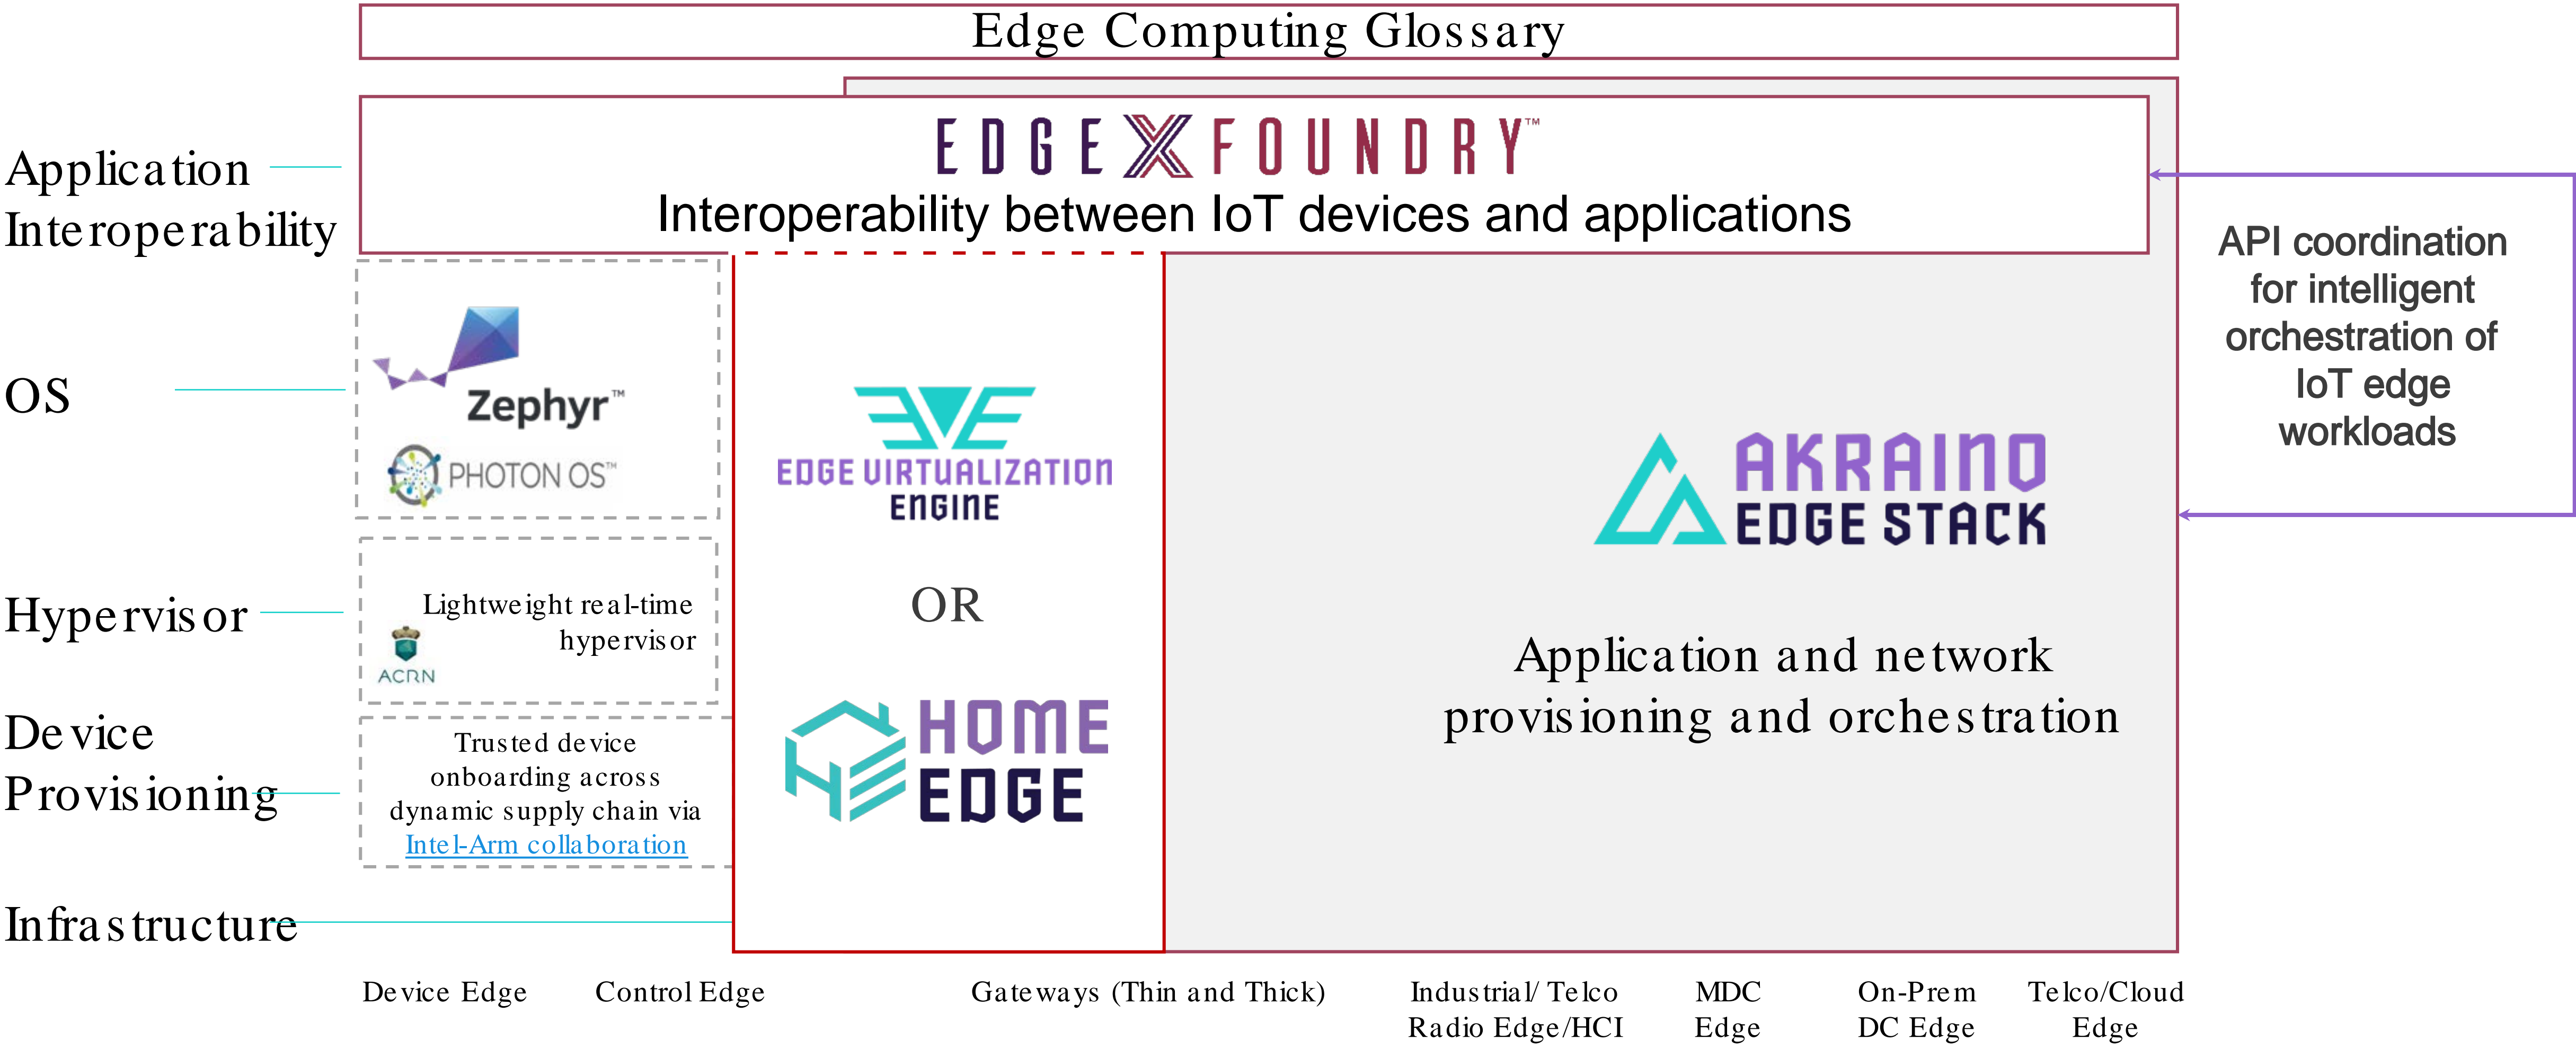 Edge Computing Glossary
EDGE X FOUNDRY™
Interoperability between IoT devices and applications
Application
Interoperability
OS
Hypervisor
Device
Provisioning
Infrastructure
Zephyr™
PHOTON OS™
Lightweight real-time
hypervisor
ACRN
Trusted device
onboarding across
dynamic supply chain via
Intel-Arm collaboration
EDGE VIRTUALIZATION
ENGINE
OR
HOME
EDGE
AKRAINO
EDGE STACK
Application and network
provisioning and orchestration
API coordination
for intelligent
orchestration of
IoT edge
workloads
Device Edge
Control Edge
Gateways (Thin and Thick)
Industrial/ Telco
Radio Edge/HCI
MDC
Edge
On-Prem
DC Edge
Telco/Cloud
Edge